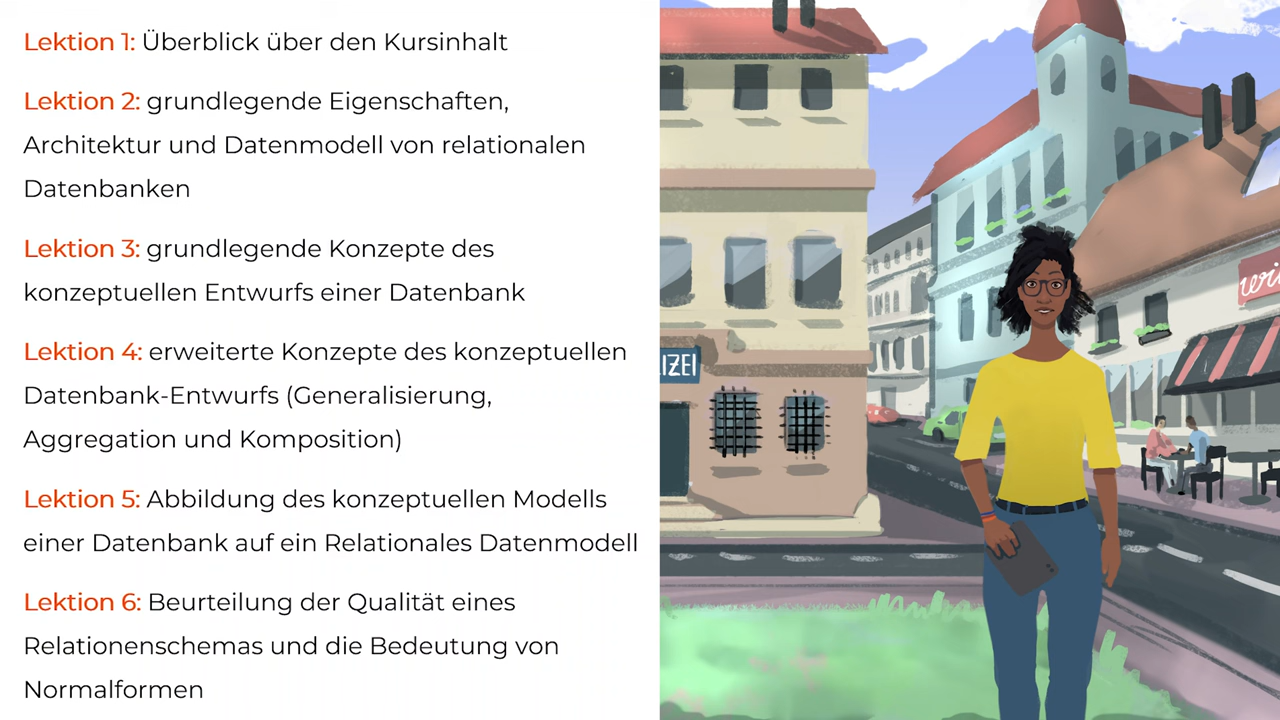 Lektion 1: Überblick über den Kursinhalt
Lektion 2: grundlegende Eigenschaften,
Architektur und Datenmodell von relationalen
Datenbanken
Lektion 3: grundlegende Konzepte des
konzeptuellen Entwurfs einer Datenbank
Lektion 4: erweiterte Konzepte des konzeptuellen
Datenbank-Entwurfs (Generalisierung,
Aggregation und Komposition)
Lektion 5: Abbildung des konzeptuellen Modells
einer Datenbank auf ein Relationales Datenmodell
Lektion 6: Beurteilung der Qualität eines
Relationenschemas und die Bedeutung von
Normalformen
IZEI